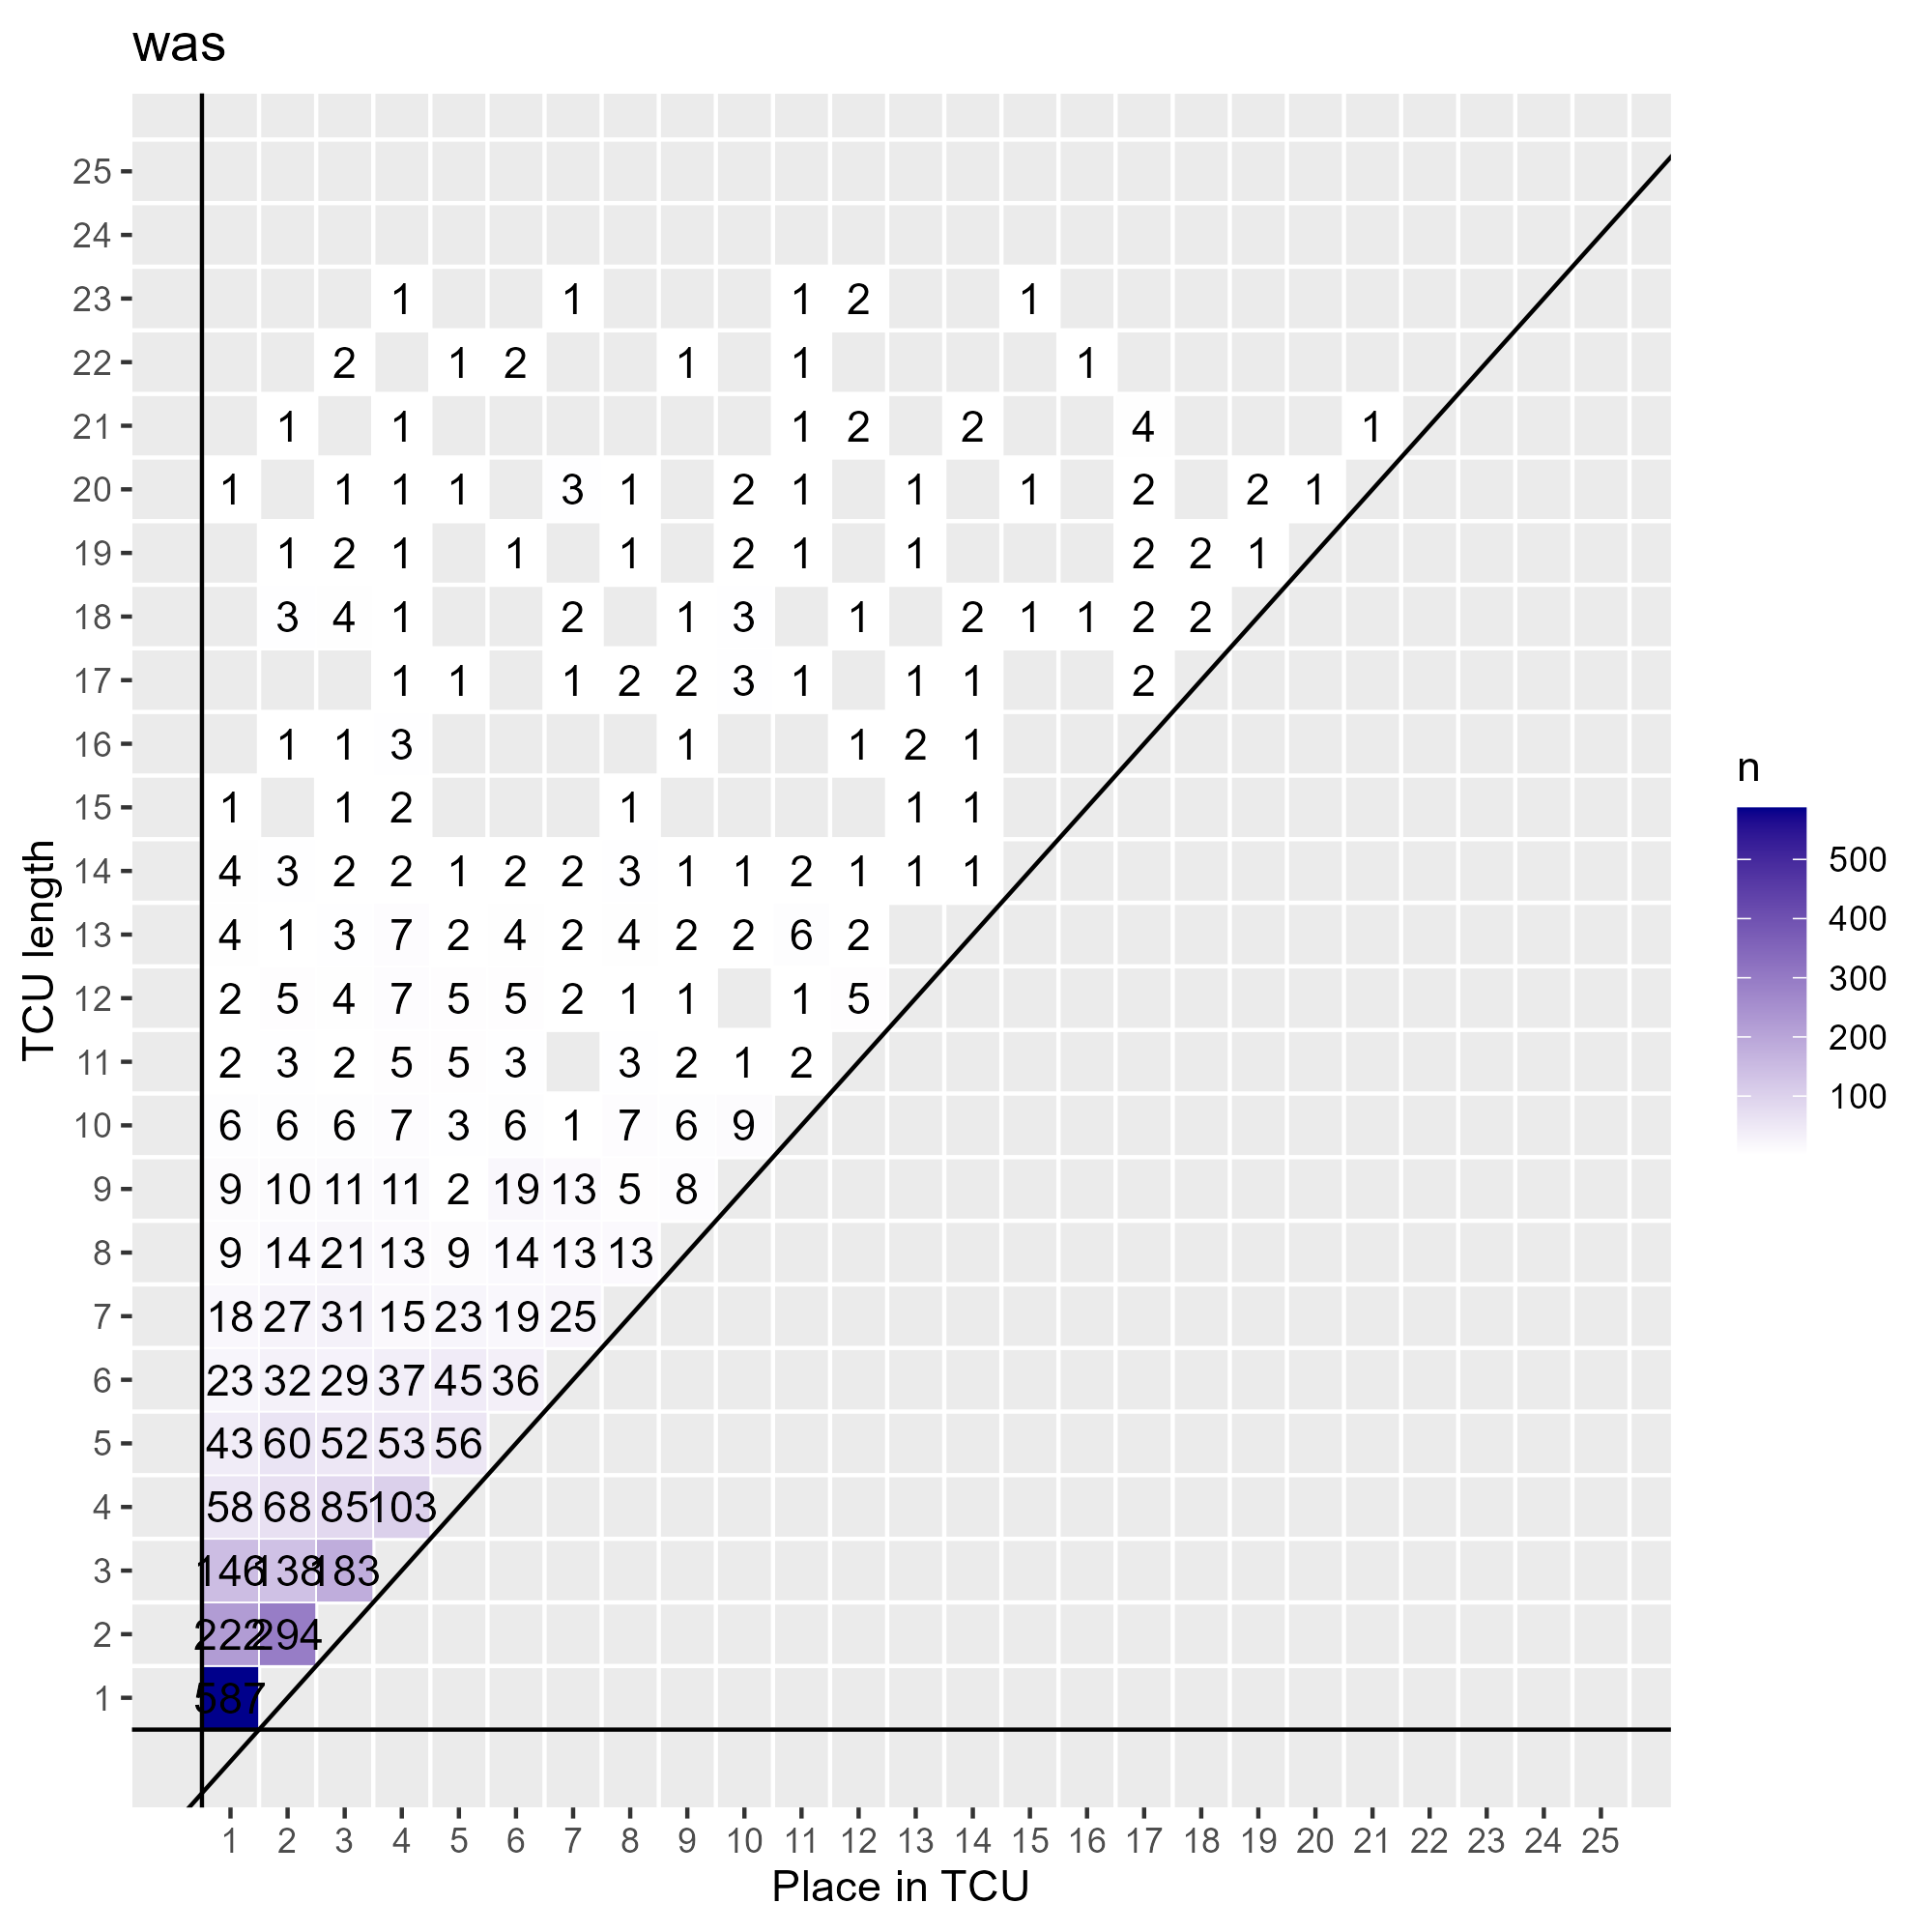 was
25
24
23 1 1 1 2 1
22 2 1 2 1 1 1
21 1 1 1 2 2 4 1
20 1 1 1 1 3 1 2 1 1 1 2 2 1
19 1 2 1 1 1 2 1 1 2 2 1
18 3 4 1 2 1 3 1 2 1 1 2 2
17 1 1 1 2 2 3 1 1 1 2
16 1 1 3 1 1 2 1
15 1 1 2 1 1 1
14 4 3 2 2 1 2 2 3 1 1 2 1 1 1
13 4 1 3 7 2 4 2 4 2 2 6 2
12 2 5 4 7 5 5 2 1 1 1 5
11 2 3 2 5 5 3 3 2 1 2
10 6 6 6 7 3 6 1 7 6 9
9 9 10 11 11 2 19 13 5 8
8 9 14 21 13 9 14 13 13
7 18 27 31 15 23 19 25
6 23 32 29 37 45 36
5 43 60 52 53 56
4 58 68 85 103
3 146 138 183
2 222 294
1 587
1 2 3 4 5 6 7 8 9 10 11 12 13 14 15 16 17 18 19 20 21 22 23 24 25
Place in TCU
TCU length
n
500
400
300
200
100